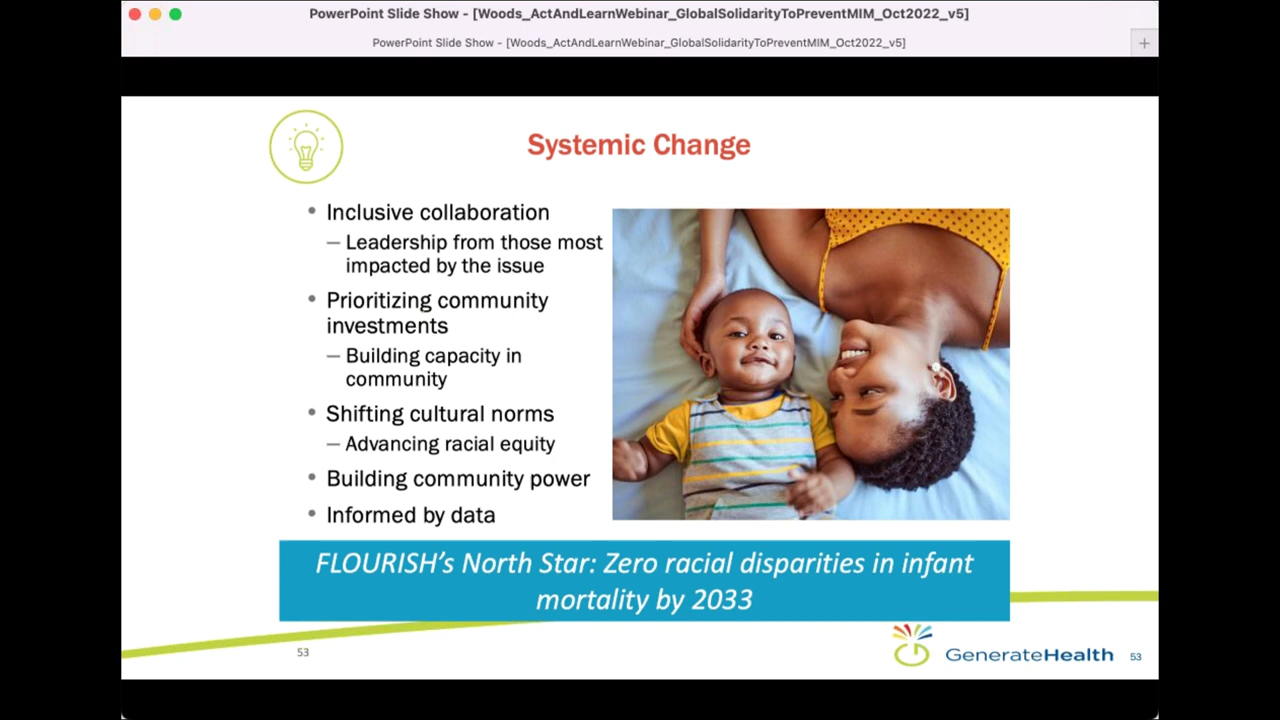 PowerPoint Slide Show - [Woods_ActAndLearnWebinar_GlobalSolidarityToPreventMIM_Oct2022_v5]
PowerPoint Slide Show - [Woods_ActAndLearnWebinar_GlobalSolidarityToPreventMIM_Oct2022_v5]
Systemic Change
• Inclusive collaboration
– Leadership from those most
impacted by the issue
• Prioritizing community
investments
– Building capacity in
community
• Shifting cultural norms
– Advancing racial equity
• Building community power
• Informed by data
FLOURISH’s North Star: Zero racial disparities in infant
mortality by 2033
53
GenerateHealth
53